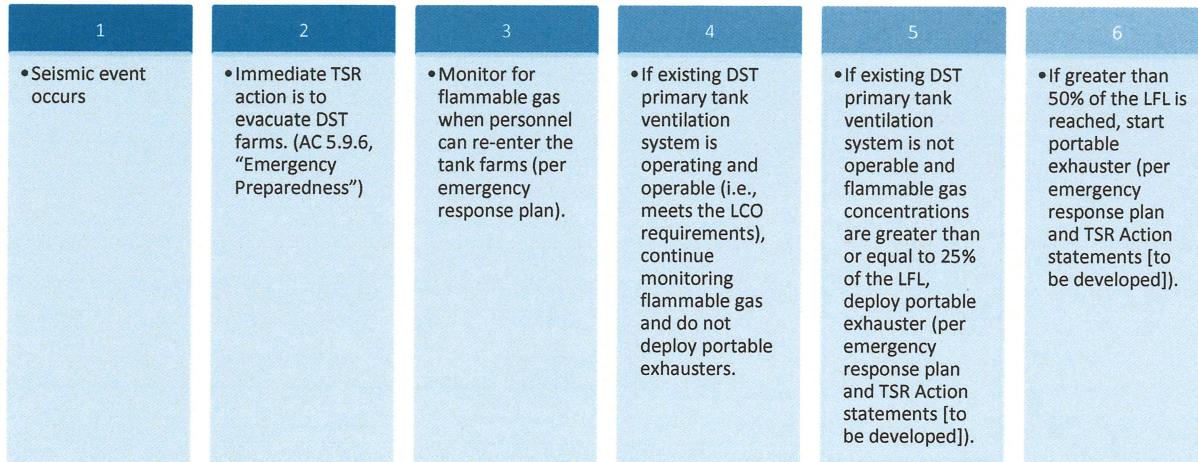 1
• Seismic event
occurs
2
• Immediate TSR
action is to
evacuate DST
farms. (AC 5.9.6,
“Emergency
Preparedness”)
3
• Monitor for
flammable gas
when personnel
can re-enter the
tank farms (per
emergency
response plan).
4
• If existing DST
primary tank
ventilation
system is
operating and
operable (i.e.,
meets the LCO
requirements),
continue
monitoring
flammable gas
and do not
deploy portable
exhausters.
5
• If existing DST
primary tank
ventilation
system is not
operable and
flammable gas
concentrations
are greater than
or equal to 25%
of the LFL,
deploy portable
exhauster (per
emergency
response plan
and TSR Action
statements [to
be developed]).
6
• If greater than
50% of the LFL is
reached, start
portable
exhauster (per
emergency
response plan
and TSR Action
statements [to
be developed]).